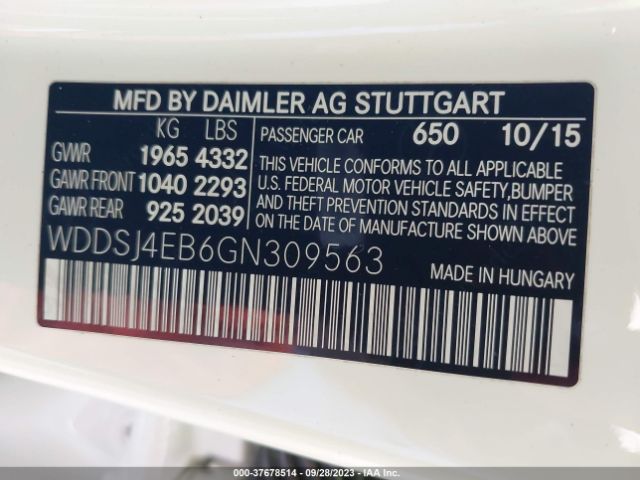 MFD BY DAIMLER AG STUTTGART
KG LBS
GVWR 1965 4332
GAWR FRONT 1040 2293
GAWR REAR 925 2039
PASSENGER CAR 650 10/15
THIS VEHICLE CONFORMS TO ALL APPLICABLE
U.S. FEDERAL MOTOR VEHICLE SAFETY,BUMPER
AND THEFT PREVENTION STANDARDS IN EFFECT
ON THE DATE OF MANUFACTURE SHOWN ABOVE.
WDDSJ4EB6GN309563
MADE IN HUNGARY
000-37678514 - 09/28/2023 - IAA Inc.